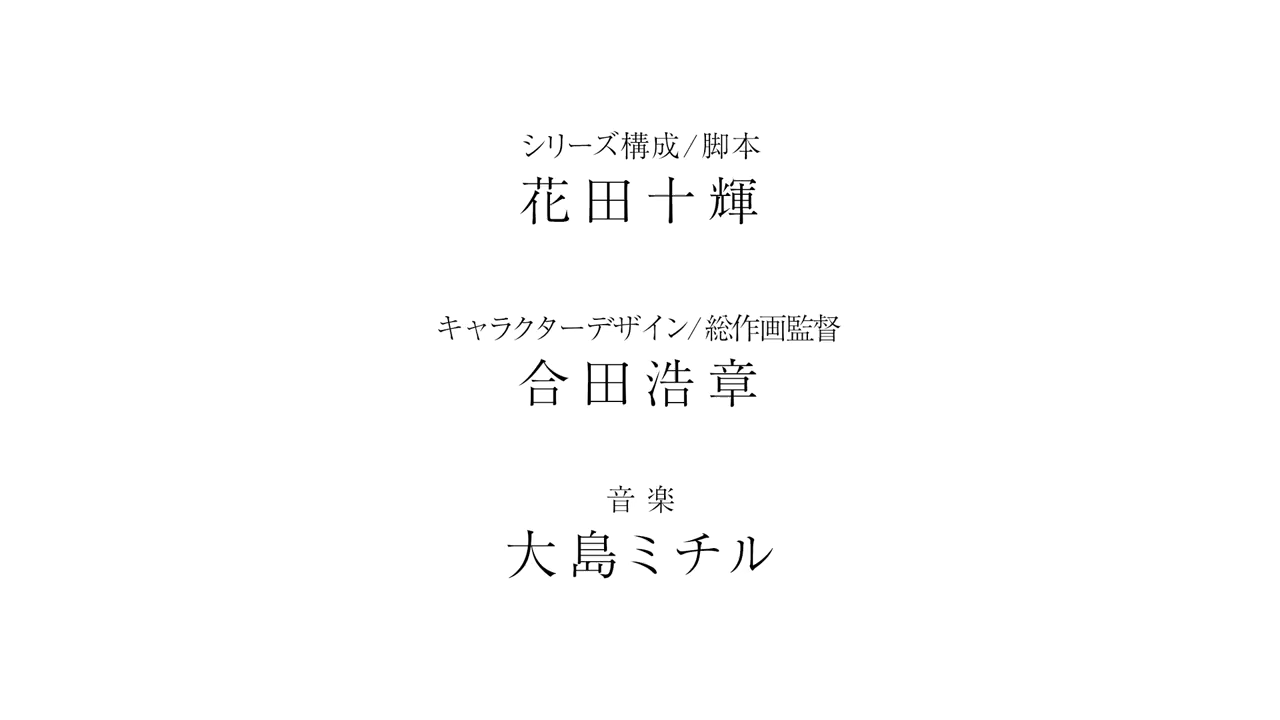 シリーズ構成/脚本
花田十輝
キャラクターデザイン/総作画監督
合田浩章
音楽
大島ミチル